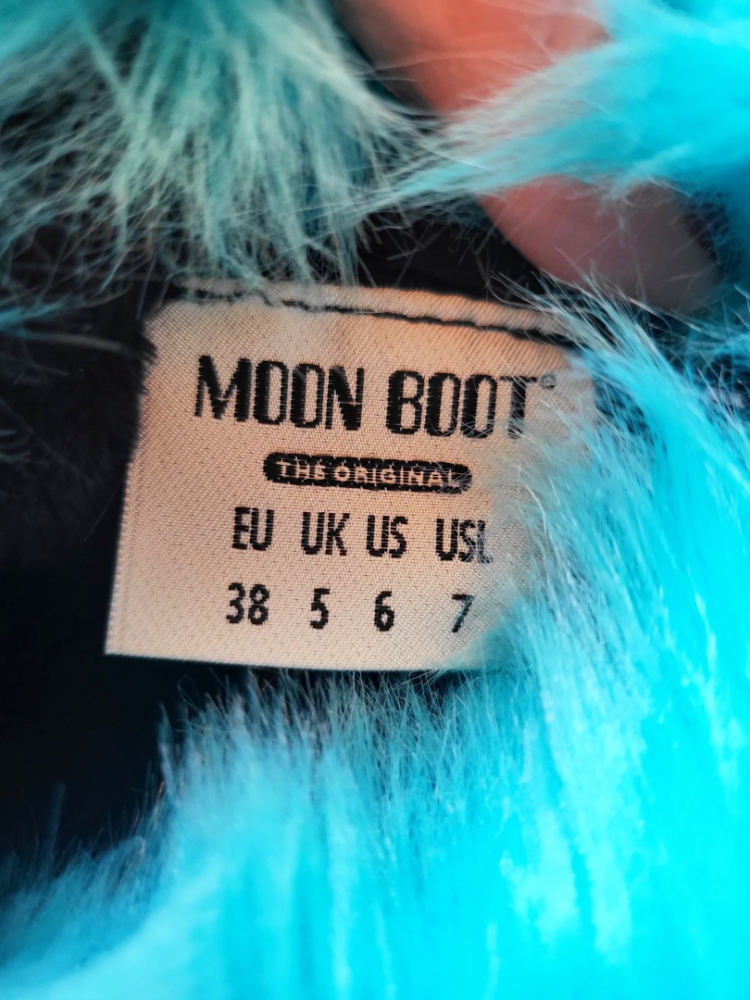 MOON BOOT®
THE ORIGINAL
EU UK US USL
38 5 6 7